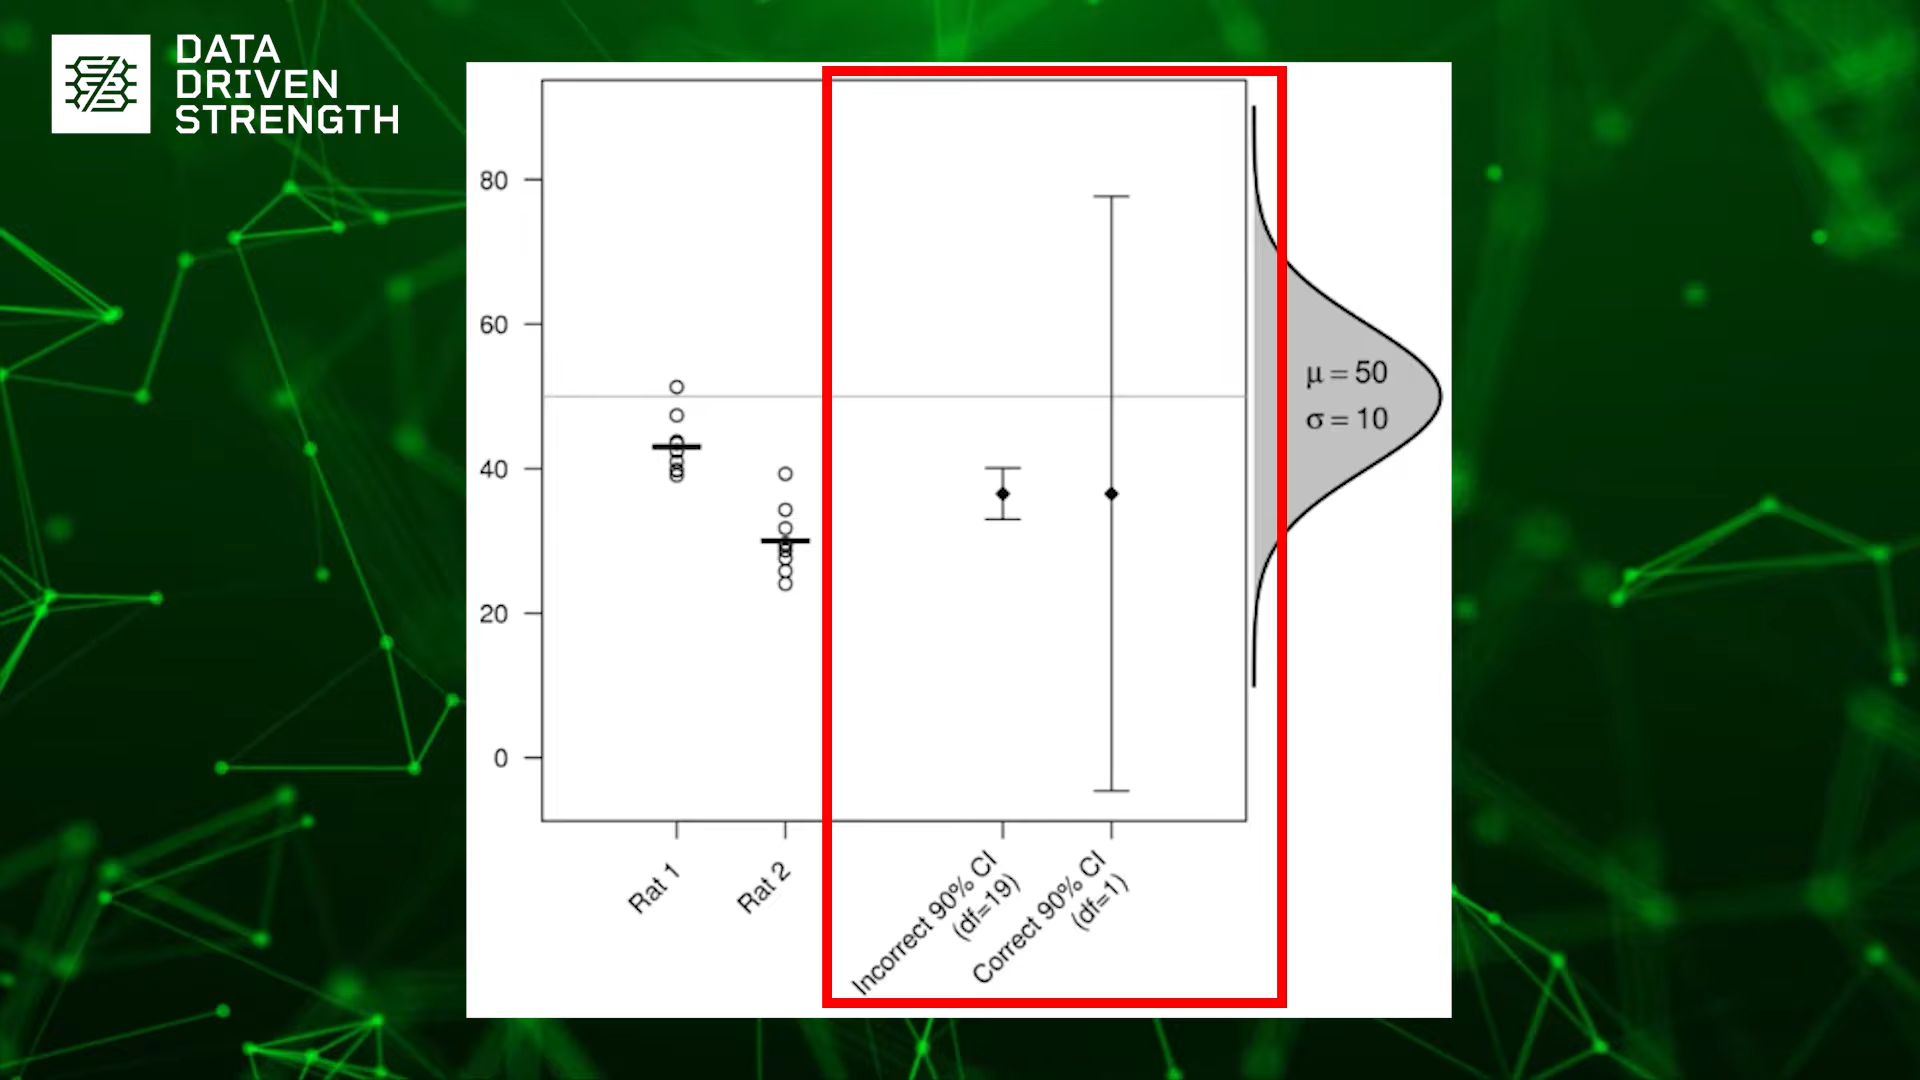 DATA
DRIVEN
STRENGTH
80
60
40
20
0
μ = 50
σ = 10
Rat 1
Rat 2
Incorrect 90% CI
(df=19)
Correct 90% CI
(df=1)